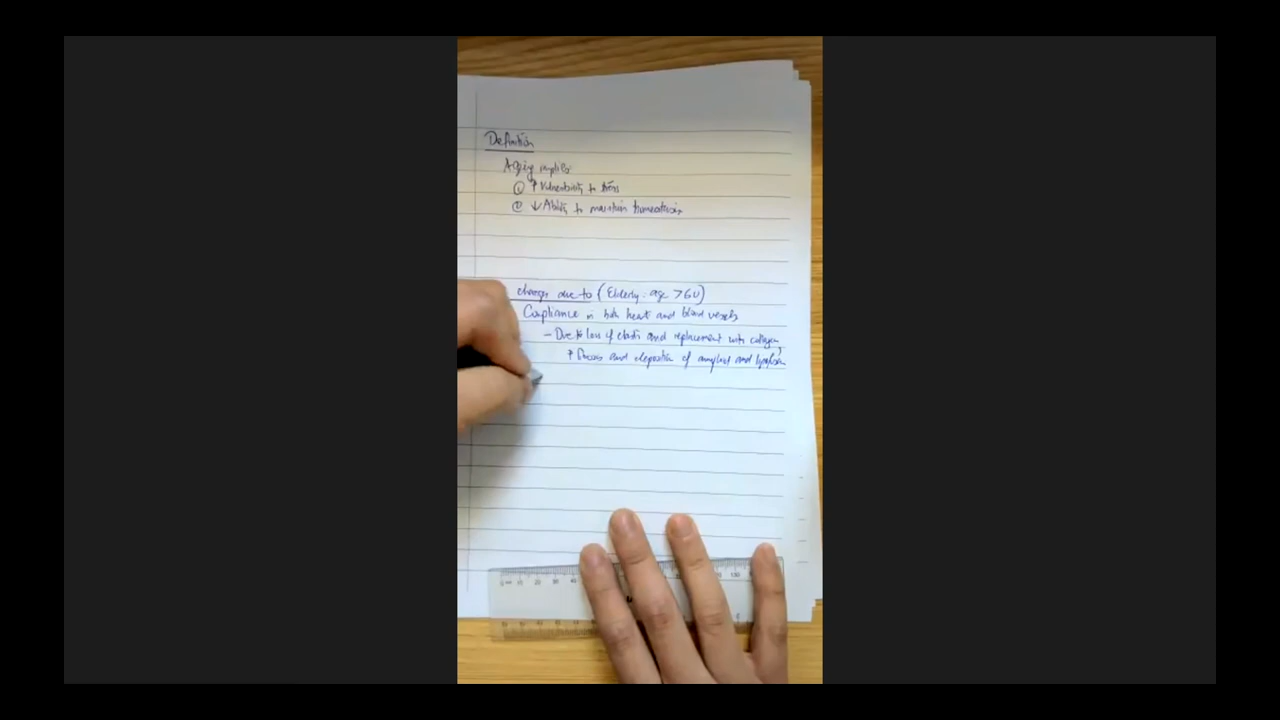 Definition
Aging implies
① ↑ Vulnerability to stress
② ↓ Ability to maintain homeostasis
changes due to (Elderly: age >60)
Compliance in both heart and blood vessels
- Due to loss of elastin and replacement with collagen,
↑ and deposition of amyloid and lipofuscin